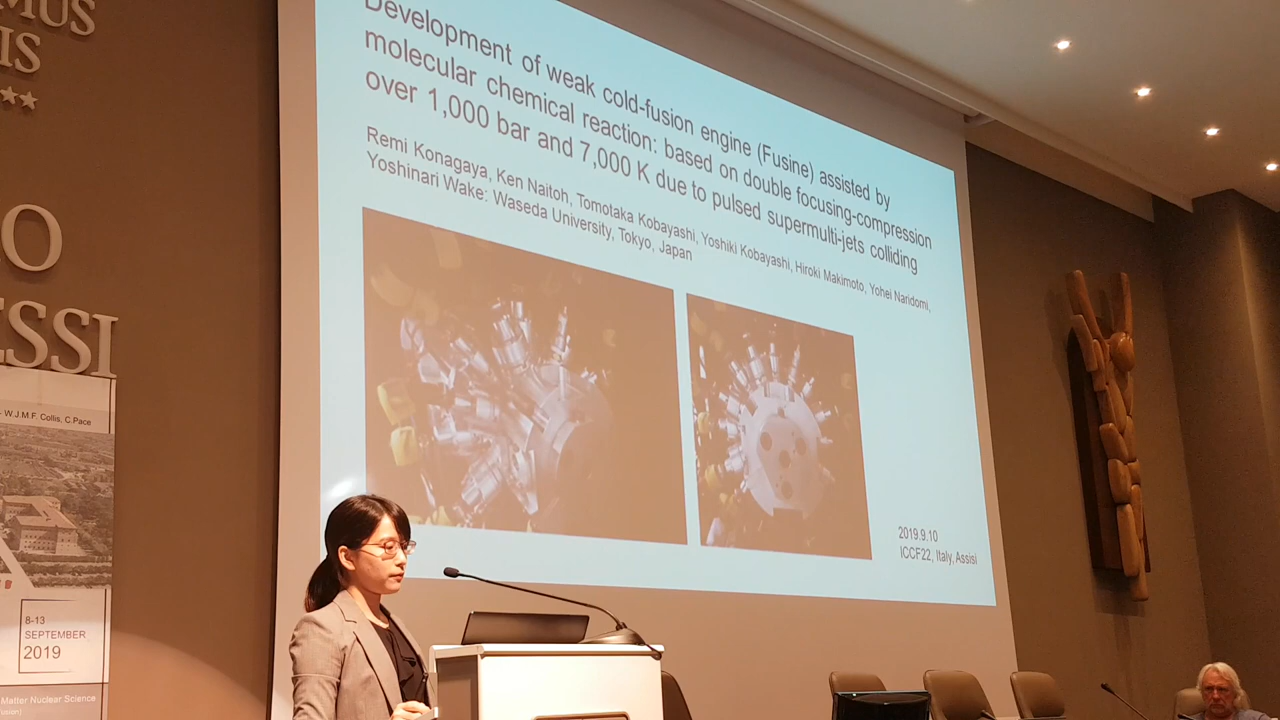 MUS
IS
O
ESSI
- W.J.M.F. Collis, C.Pace
8-13
SEPTEMBER
2019
Matter Nuclear Science
Development of weak cold-fusion engine (Fusine) assisted by
molecular chemical reaction: based on double focusing-compression
over 1,000 bar and 7,000 K due to pulsed supermulti-jets colliding
Remi Konagaya, Ken Naitoh, Tomotaka Kobayashi, Yoshiki Kobayashi, Hiroki Makimoto, Yohei Naridomi,
Yoshinari Wake: Waseda University, Tokyo, Japan
2019.9.10
ICCF22, Italy, Assisi